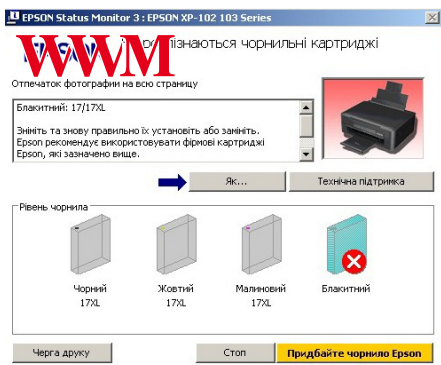 EPSON Status Monitor 3 : EPSON XP-102 103 Series
EPSON
WWM
чорнильні картриджі
Отпечаток фотографии на всю страницу
Блакитний: 17/17XL
Зніміть та знову правильно їх установіть або замініть.
Epson рекомендує використовувати фірмові картриджі
Epson, які зазначено вище.
Як...
Технічна підтримка
Рівень чорнила
Чорний
17XL
Жовтий
17XL
Малиновий
17XL
Блакитний
Черга друку
Стоп
Придбайте чорнило Epson